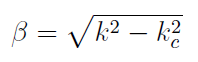 β = √(k² − k_c²)